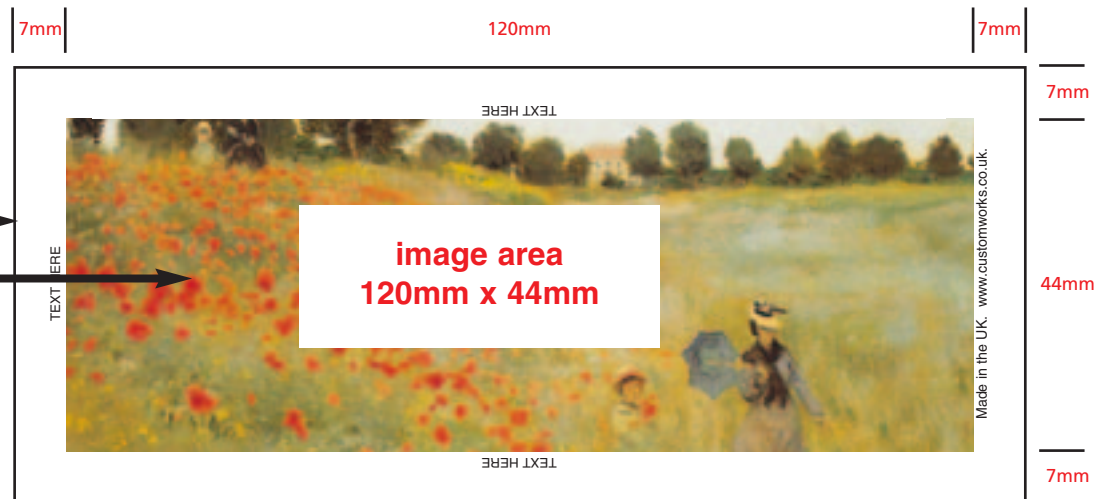 7mm
120mm
7mm
7mm
TEXT HERE
TEXT HERE
image area
120mm x 44mm
Made in the UK. www.customworks.co.uk.
44mm
TEXT HERE
7mm